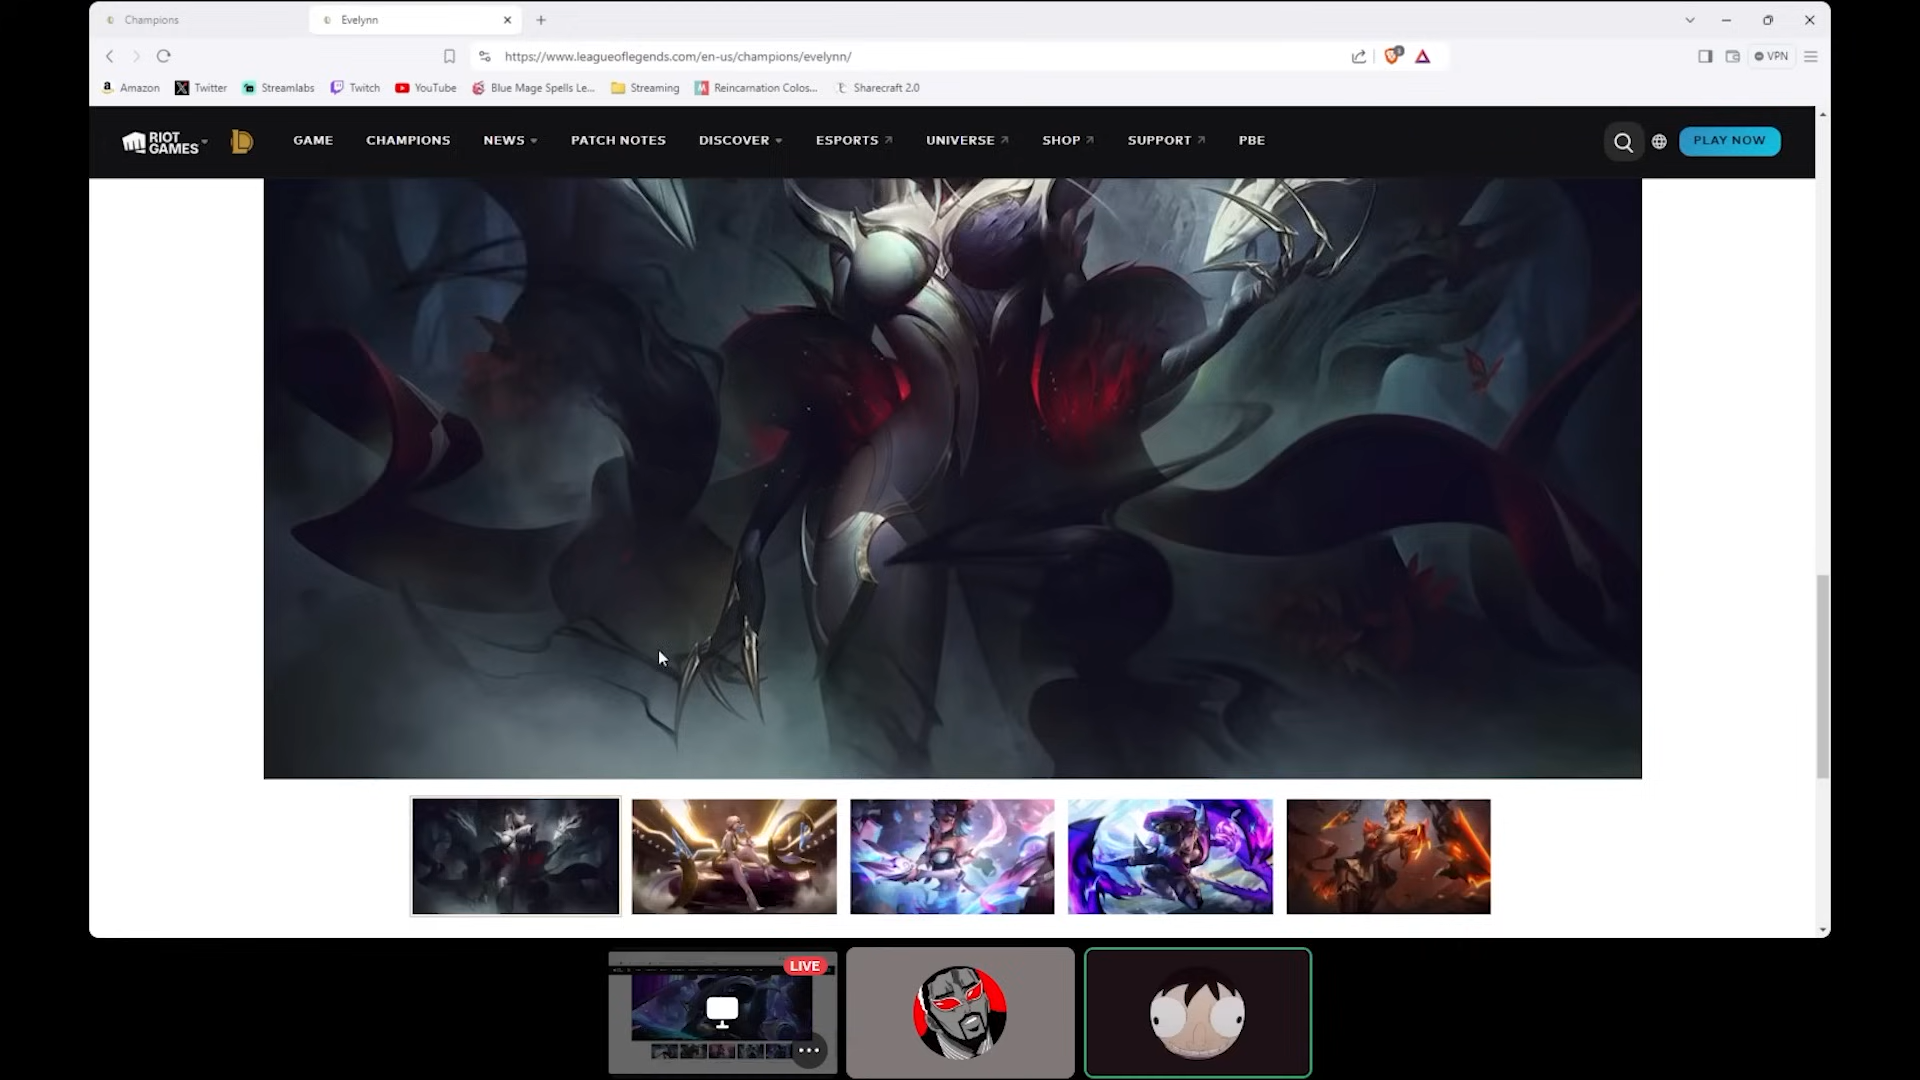 Champions
Evelynn
https://www.leagueoflegends.com/en-us/champions/evelynn/
VPN
Amazon
Twitter
Streamlabs
Twitch
YouTube
Blue Mage Spells Le...
Streaming
Reincarnation Colos...
Sharecraft 2.0
RIOT GAMES
GAME
CHAMPIONS
NEWS
PATCH NOTES
DISCOVER
ESPORTS
UNIVERSE
SHOP
SUPPORT
PBE
PLAY NOW
LIVE